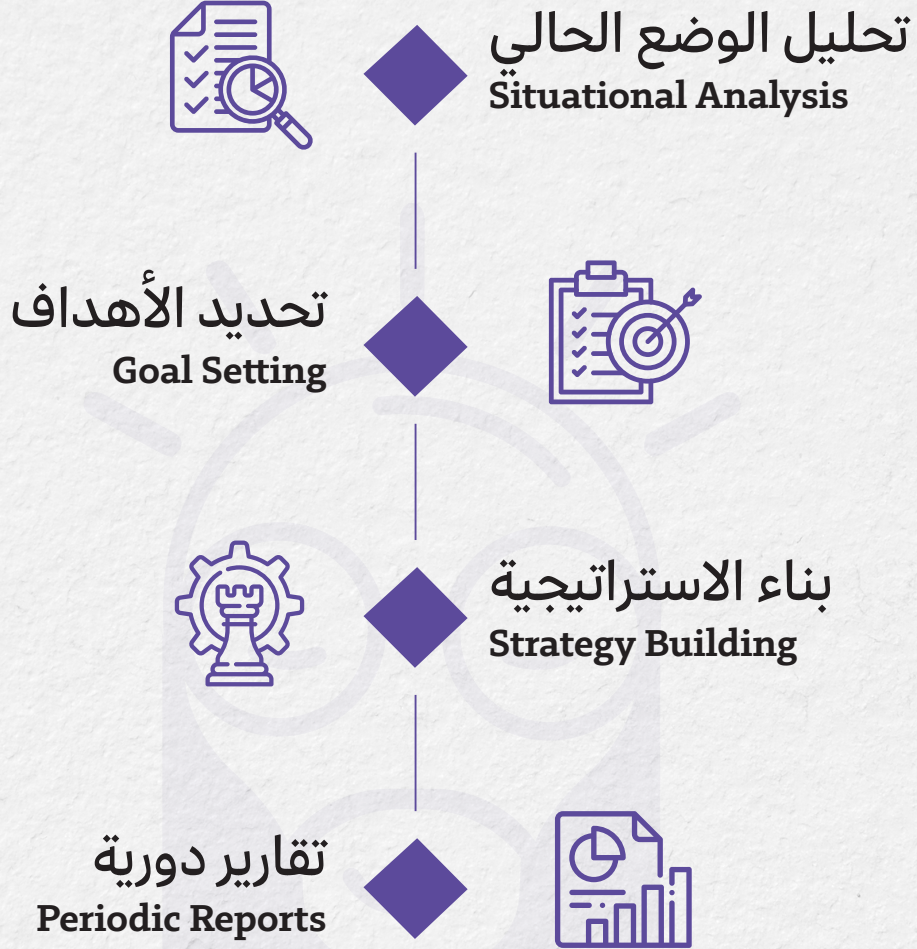 تحليل الوضع الحالي
Situational Analysis
تحديد الأهداف
Goal Setting
بناء الاستراتيجية
Strategy Building
تقارير دورية
Periodic Reports